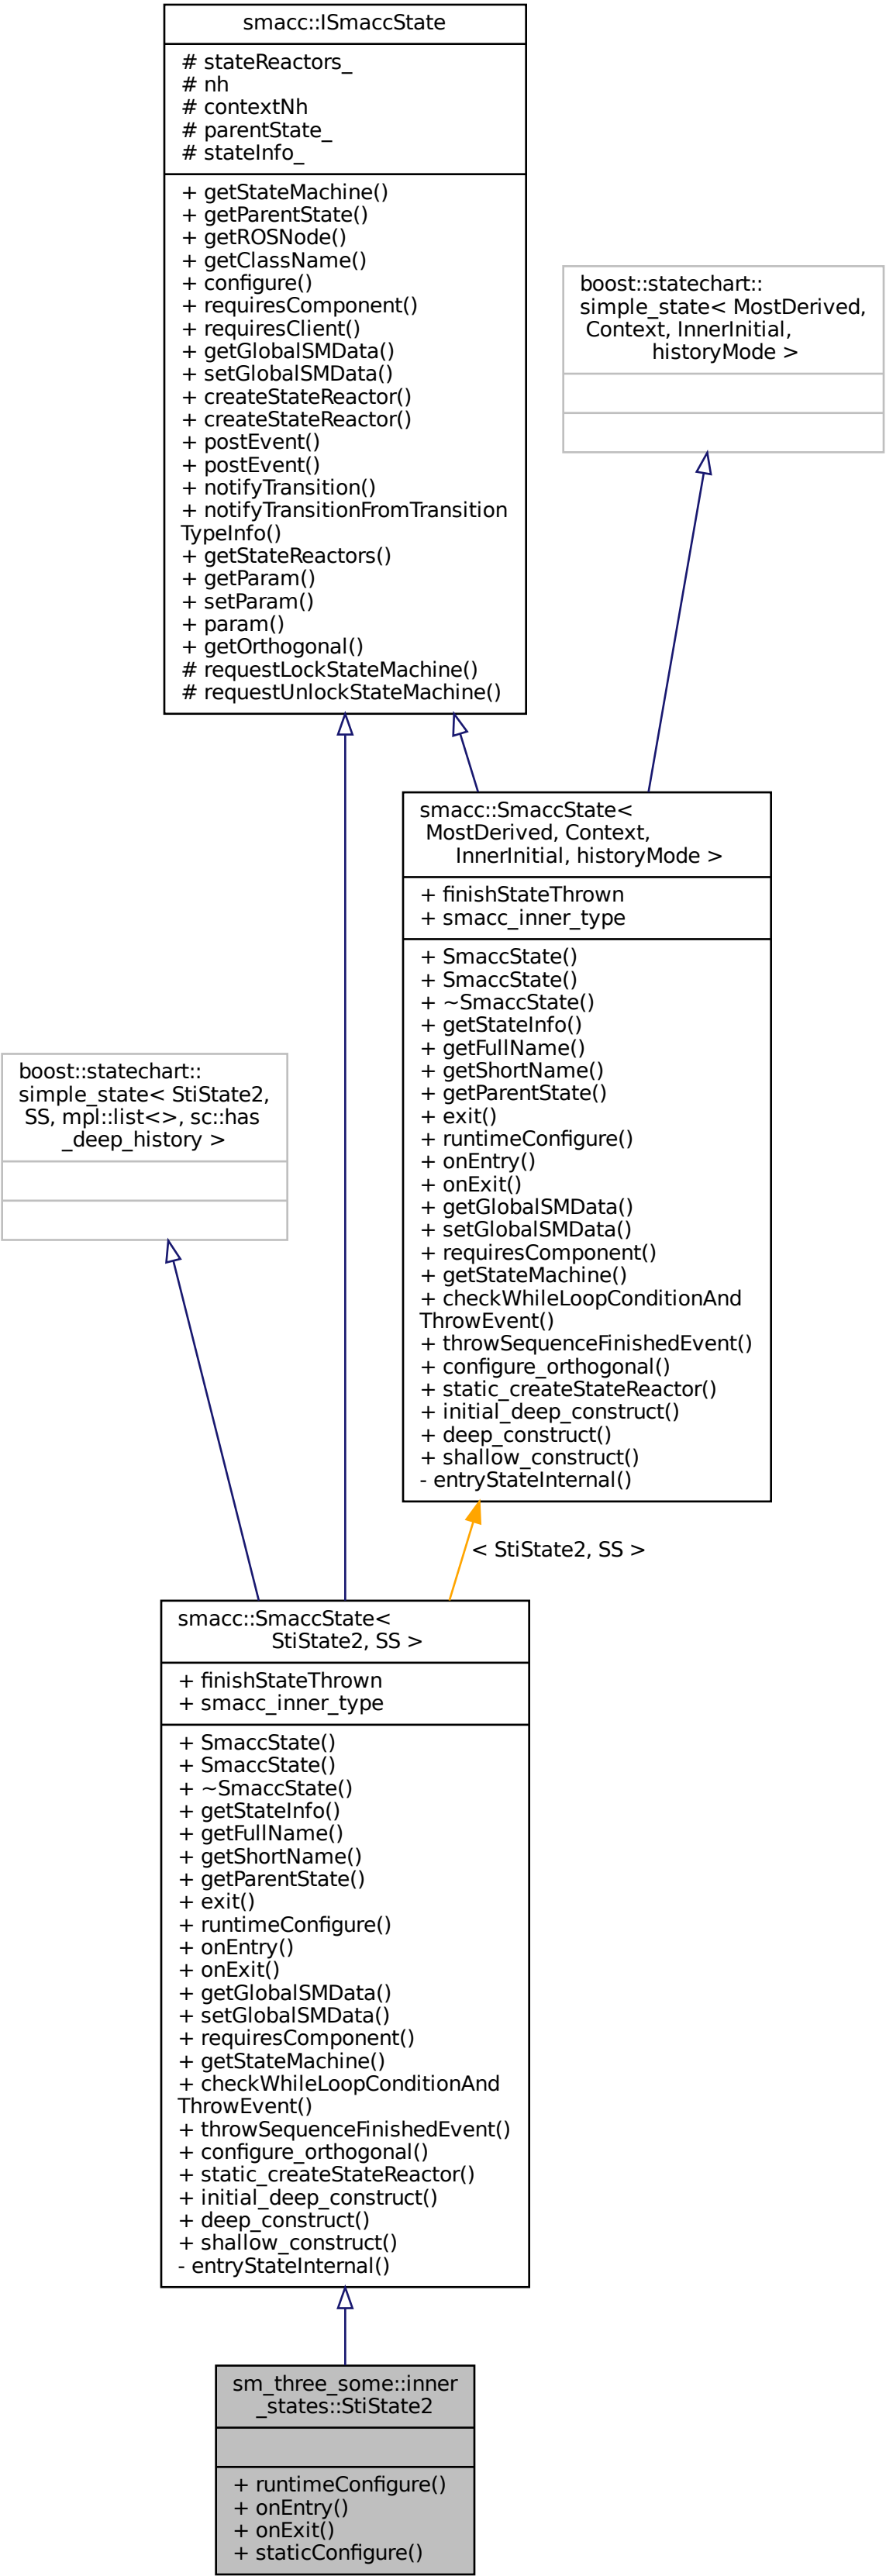 smacc::ISmaccState
# stateReactors_
# nh
# contextNh
# parentState_
# stateInfo_
+ getStateMachine()
+ getParentState()
+ getROSNode()
+ getClassName()
+ configure()
+ requiresComponent()
+ requiresClient()
+ getGlobalSMData()
+ setGlobalSMData()
+ createStateReactor()
+ createStateReactor()
+ postEvent()
+ postEvent()
+ notifyTransition()
+ notifyTransitionFromTransition
TypeInfo()
+ getStateReactors()
+ getParam()
+ setParam()
+ param()
+ getOrthogonal()
# requestLockStateMachine()
# requestUnlockStateMachine()
boost::statechart::
simple_state< MostDerived,
Context, InnerInitial,
historyMode >
smacc::SmaccState<
MostDerived, Context,
InnerInitial, historyMode >
+ finishStateThrown
+ smacc_inner_type
+ SmaccState()
+ SmaccState()
+ ~SmaccState()
+ getStateInfo()
+ getFullName()
+ getShortName()
+ getParentState()
+ exit()
+ runtimeConfigure()
+ onEntry()
+ onExit()
+ getGlobalSMData()
+ setGlobalSMData()
+ requiresComponent()
+ getStateMachine()
+ checkWhileLoopConditionAnd
ThrowEvent()
+ throwSequenceFinishedEvent()
+ configure_orthogonal()
+ static_createStateReactor()
+ initial_deep_construct()
+ deep_construct()
+ shallow_construct()
- entryStateInternal()
boost::statechart::
simple_state< StiState2,
SS, mpl::list<>, sc::has
_deep_history >
< StiState2, SS >
smacc::SmaccState<
StiState2, SS >
+ finishStateThrown
+ smacc_inner_type
+ SmaccState()
+ SmaccState()
+ ~SmaccState()
+ getStateInfo()
+ getFullName()
+ getShortName()
+ getParentState()
+ exit()
+ runtimeConfigure()
+ onEntry()
+ onExit()
+ getGlobalSMData()
+ setGlobalSMData()
+ requiresComponent()
+ getStateMachine()
+ checkWhileLoopConditionAnd
ThrowEvent()
+ throwSequenceFinishedEvent()
+ configure_orthogonal()
+ static_createStateReactor()
+ initial_deep_construct()
+ deep_construct()
+ shallow_construct()
- entryStateInternal()
sm_three_some::inner
_states::StiState2
+ runtimeConfigure()
+ onEntry()
+ onExit()
+ staticConfigure()